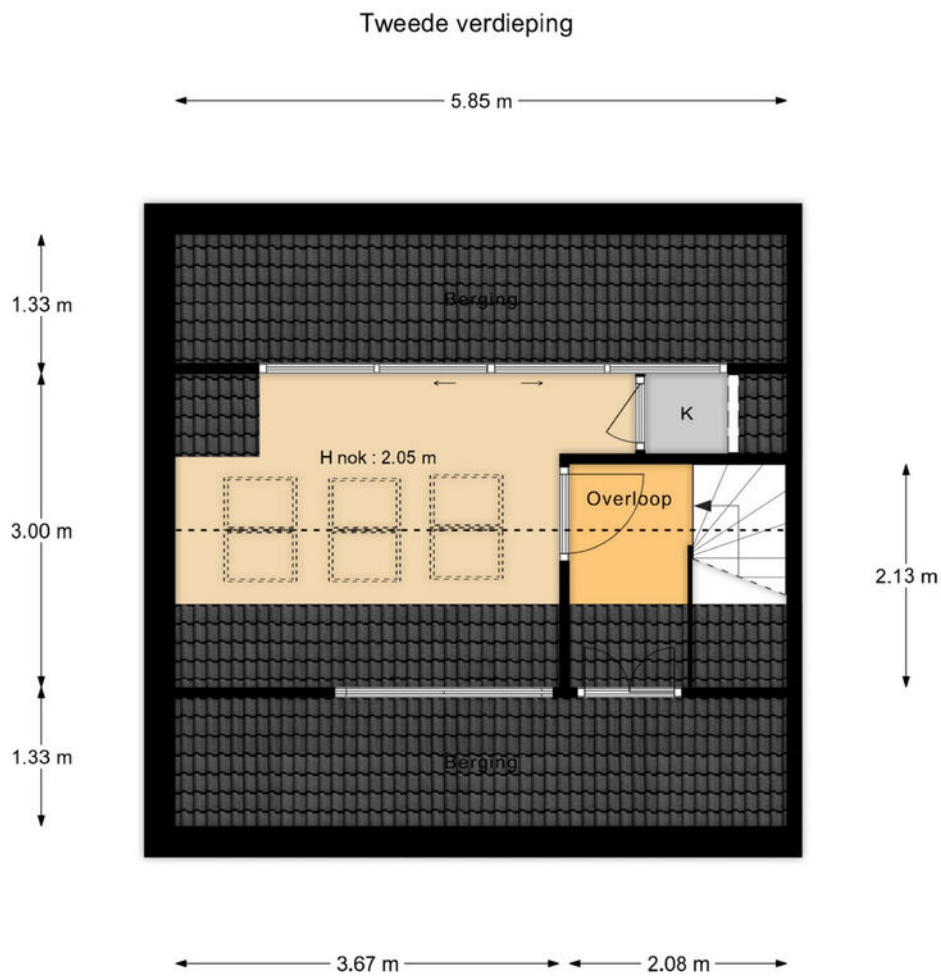 Tweede verdieping
5.85 m
1.33 m
Berging
K
H nok : 2.05 m
Overloop
3.00 m
2.13 m
1.33 m
Berging
3.67 m
2.08 m